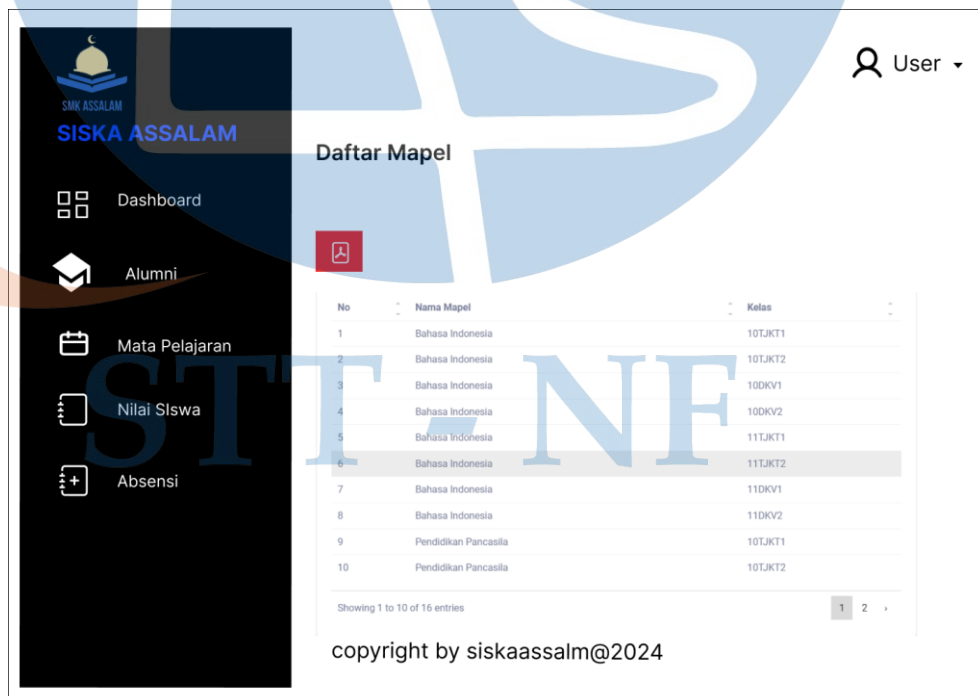 SMK ASSALAM
SISKA ASSALAM
Dashboard
Alumni
Mata Pelajaran
Nilai SIswa
Absensi
User
Daftar Mapel
No Nama Mapel Kelas
1 Bahasa Indonesia 10TJKT1
2 Bahasa Indonesia 10TJKT2
3 Bahasa Indonesia 10DKV1
4 Bahasa Indonesia 10DKV2
5 Bahasa Indonesia 11TJKT1
6 Bahasa Indonesia 11TJKT2
7 Bahasa Indonesia 11DKV1
8 Bahasa Indonesia 11DKV2
9 Pendidikan Pancasila 10TJKT1
10 Pendidikan Pancasila 10TJKT2
Showing 1 to 10 of 16 entries 1 2 ›
copyright by siskaassalm@2024
STT - NF